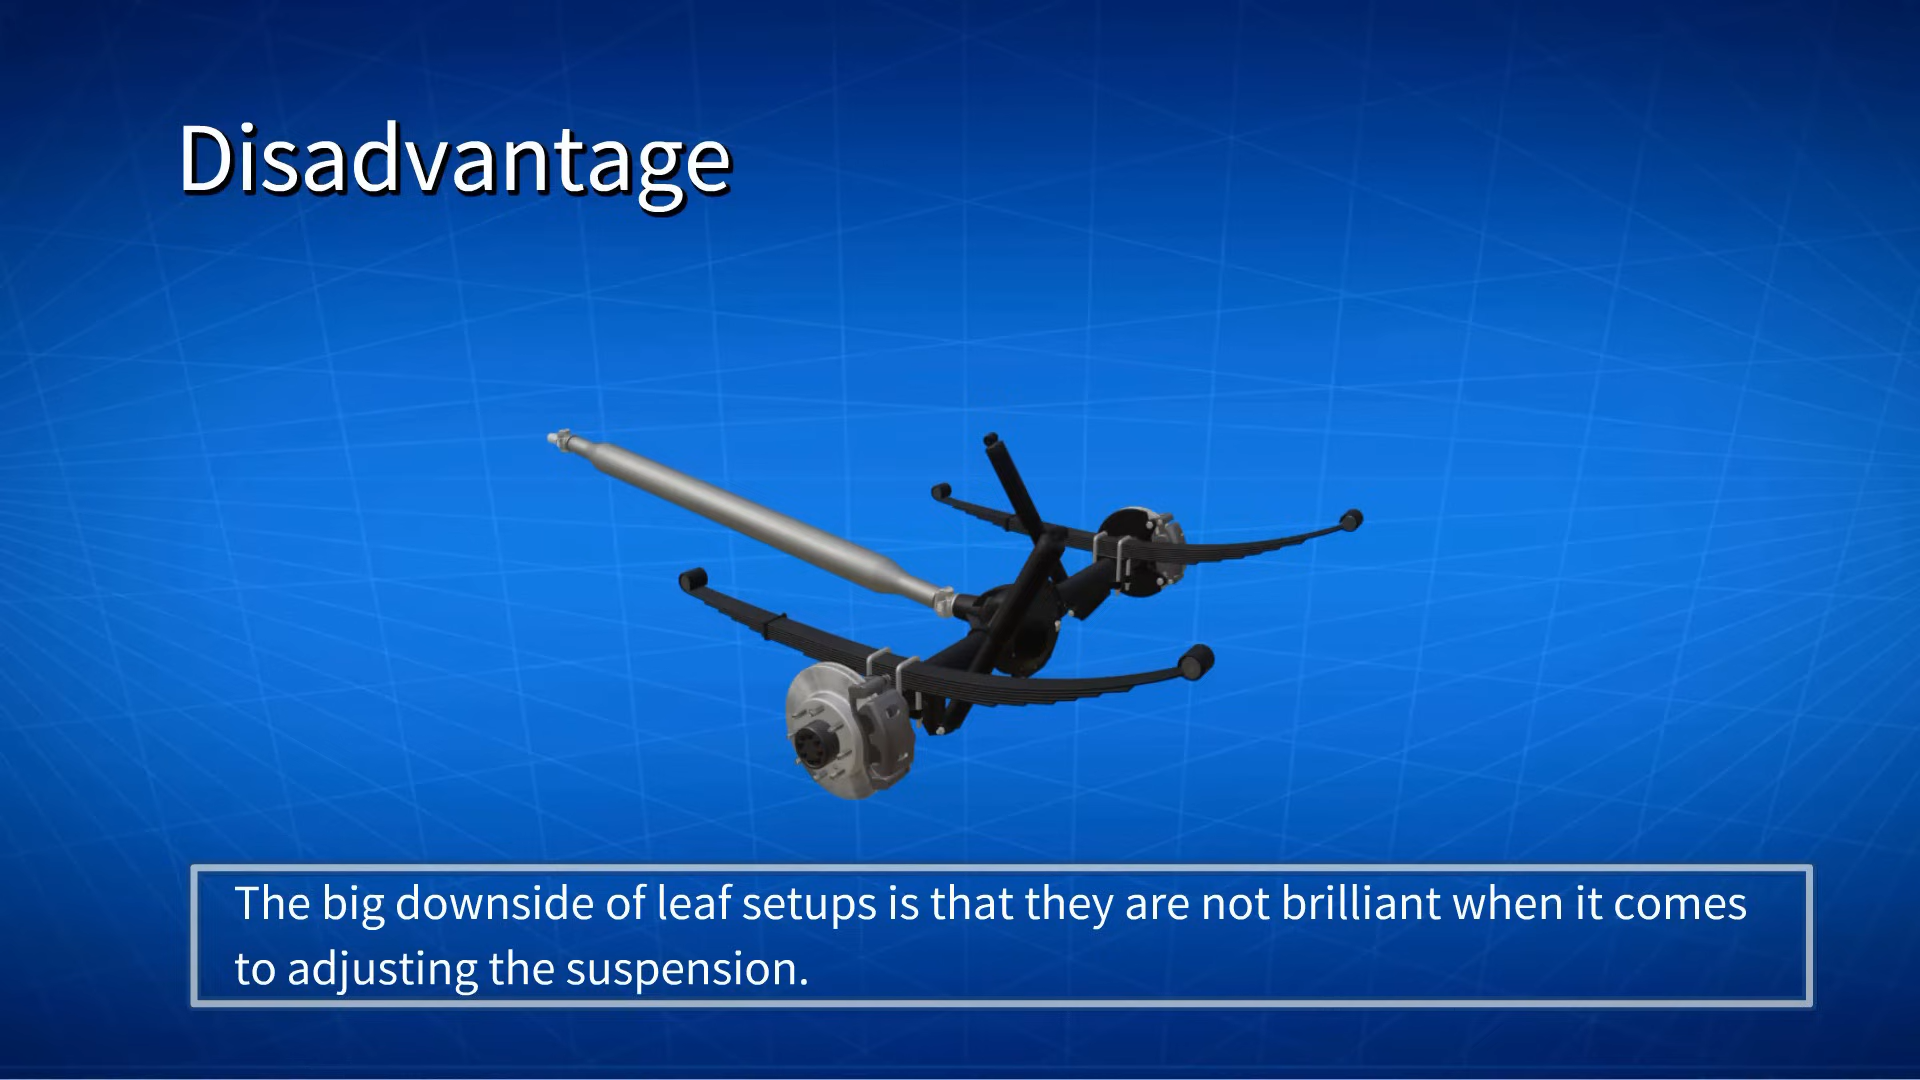 Disadvantage
The big downside of leaf setups is that they are not brilliant when it comes
to adjusting the suspension.